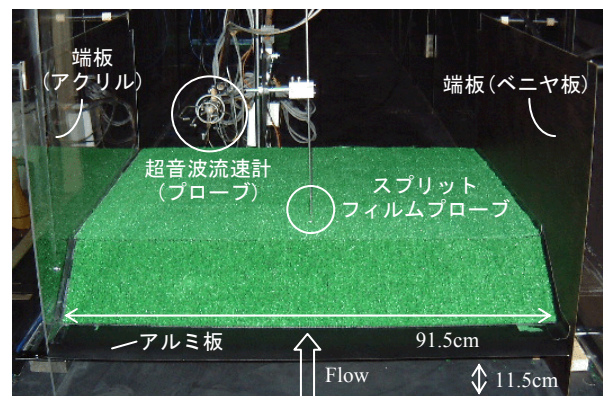 端板
(アクリル)
端板(ベニヤ板)
超音波流速計
(プローブ)
スプリット
フィルムプローブ
アルミ板
91.5cm
Flow
11.5cm